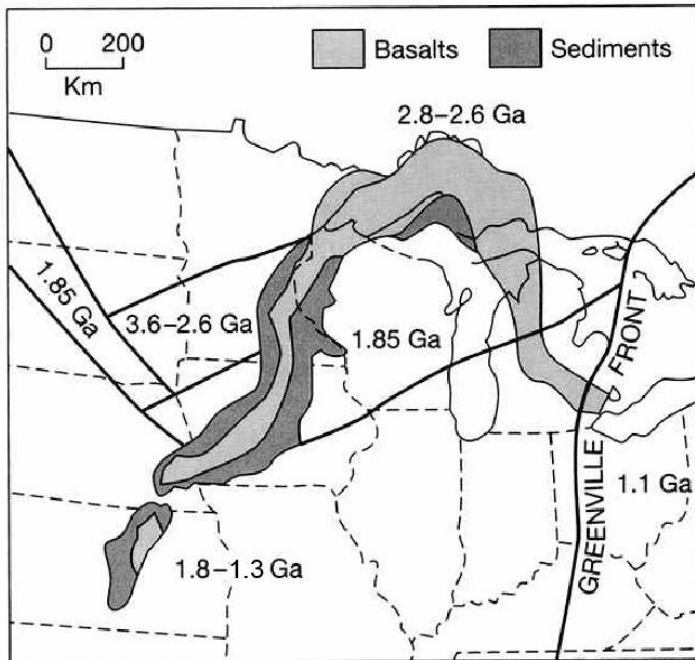 0 200
Km
Basalts
Sediments
2.8–2.6 Ga
1.85 Ga
3.6–2.6 Ga
1.85 Ga
FRONT
GREENVILLE
1.1 Ga
1.8–1.3 Ga